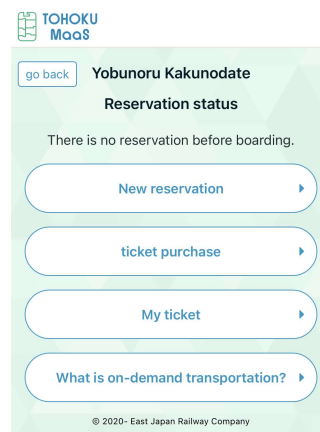 TOHOKU
MaaS
go back
Yobunoru Kakunodate
Reservation status
There is no reservation before boarding.
New reservation
ticket purchase
My ticket
What is on-demand transportation?
© 2020- East Japan Railway Company